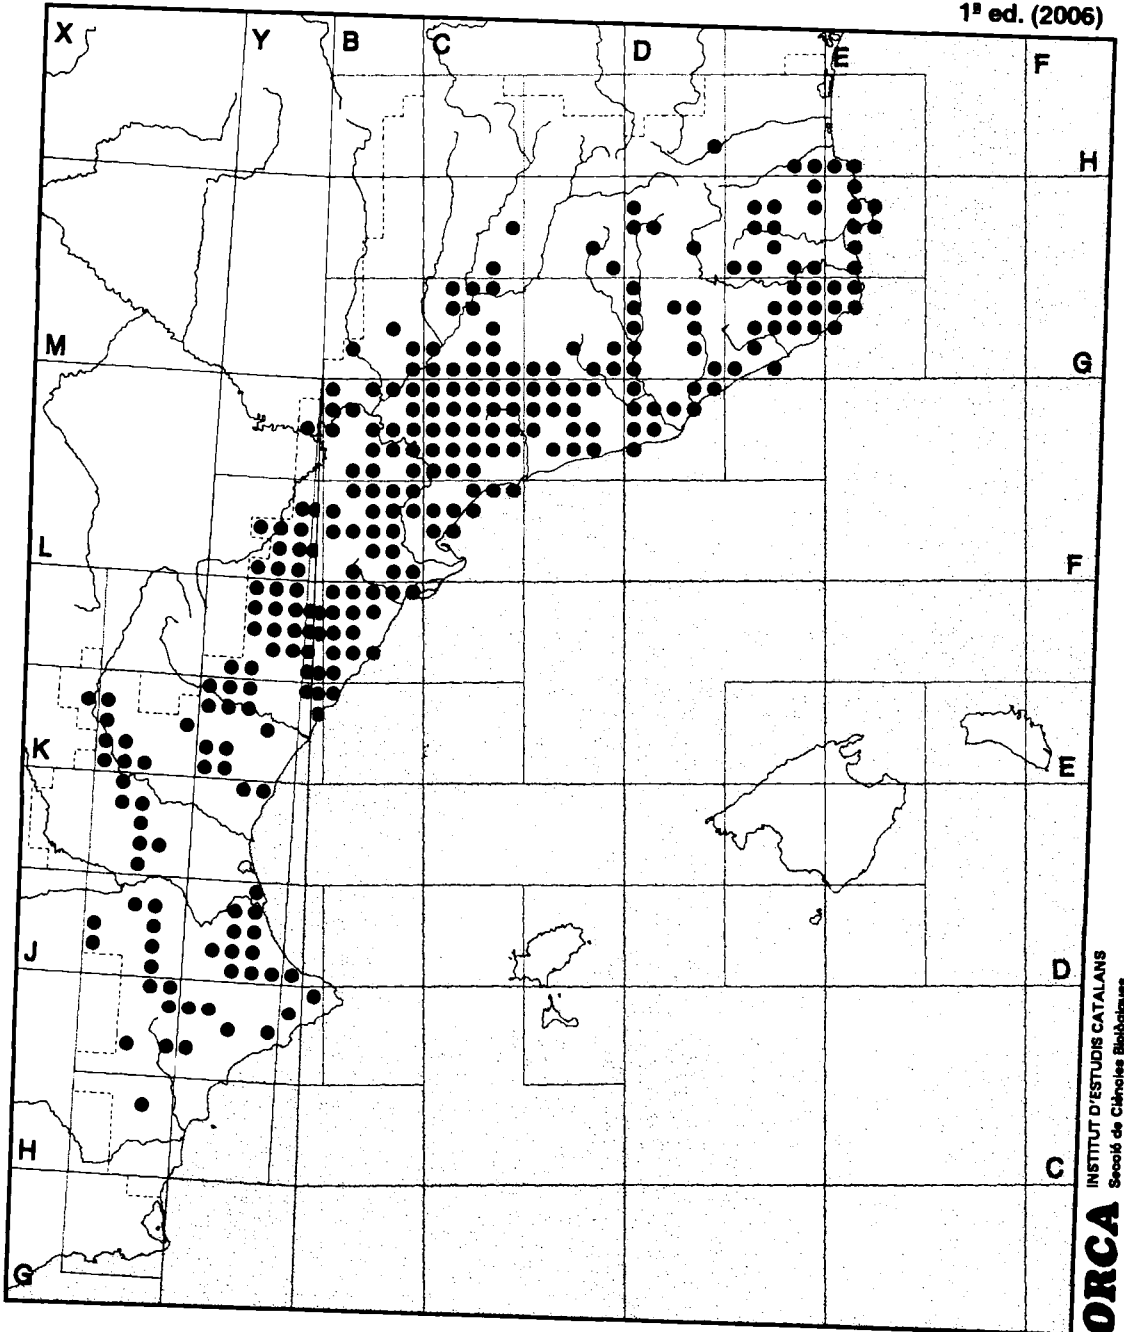 1ª ed. (2006)
X
Y
B
C
D
E
F
H
M
G
L
F
K
E
J
D
H
C
G
INSTITUT D'ESTUDIS CATALANS
Secció de Ciències Biològiques
ORCA